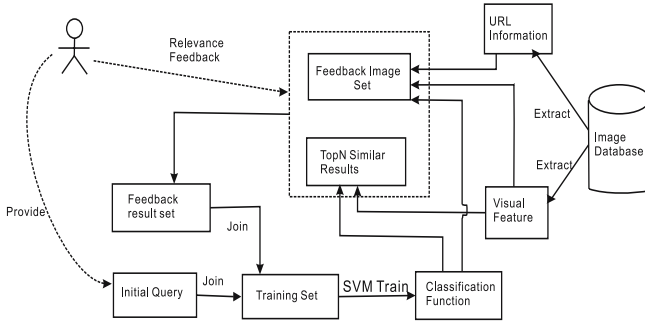 URL
Information
Relevance
Feedback
Feedback Image
Set
Extract
Image
Database
Extract
TopN Similar
Results
Feedback
result set
Visual
Feature
Provide
Join
Initial Query
Join
Training Set
SVM Train
Classification
Function